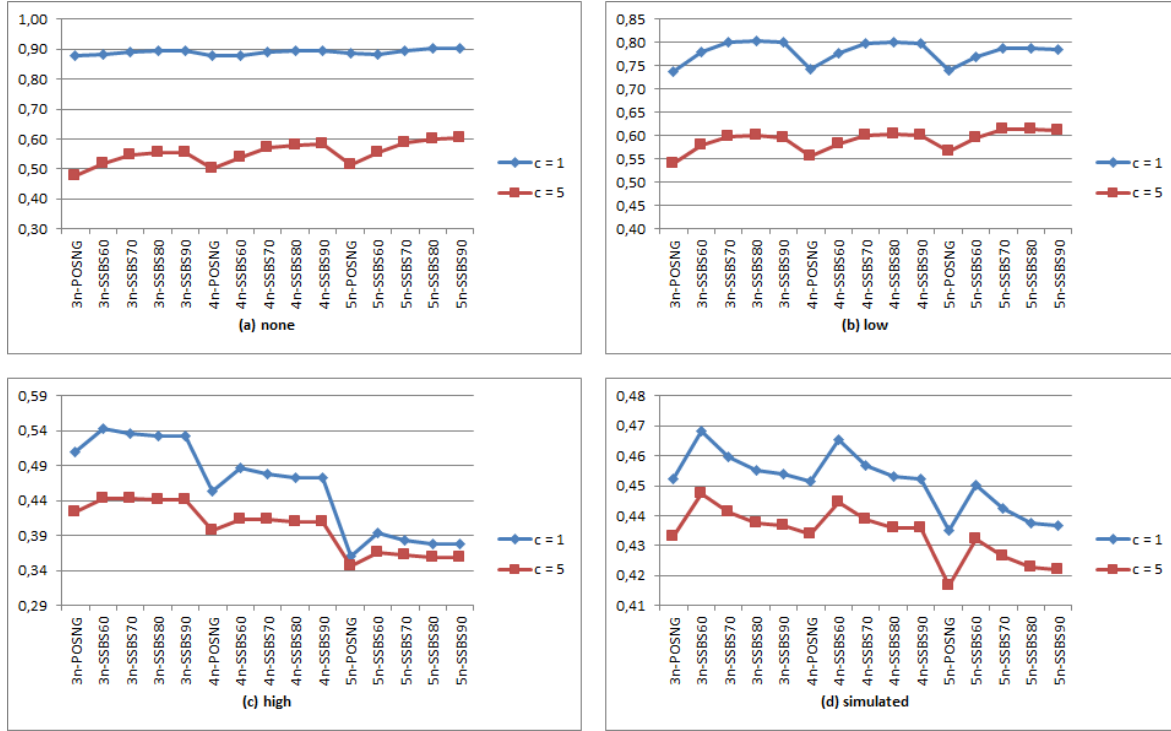 1,00
0,90
0,80
0,70
0,60
0,50
0,40
0,30
c = 1
c = 5
3n-POSNG
3n-SSBS60
3n-SSBS70
3n-SSBS80
3n-SSBS90
4n-POSNG
4n-SSBS60
4n-SSBS70
4n-SSBS80
4n-SSBS90
5n-POSNG
5n-SSBS60
5n-SSBS70
5n-SSBS80
5n-SSBS90
(a) none
0,85
0,80
0,75
0,70
0,65
0,60
0,55
0,50
0,45
0,40
c = 1
c = 5
3n-POSNG
3n-SSBS60
3n-SSBS70
3n-SSBS80
3n-SSBS90
4n-POSNG
4n-SSBS60
4n-SSBS70
4n-SSBS80
4n-SSBS90
5n-POSNG
5n-SSBS60
5n-SSBS70
5n-SSBS80
5n-SSBS90
(b) low
0,59
0,54
0,49
0,44
0,39
0,34
0,29
c = 1
c = 5
3n-POSNG
3n-SSBS60
3n-SSBS70
3n-SSBS80
3n-SSBS90
4n-POSNG
4n-SSBS60
4n-SSBS70
4n-SSBS80
4n-SSBS90
5n-POSNG
5n-SSBS60
5n-SSBS70
5n-SSBS80
5n-SSBS90
(c) high
0,48
0,47
0,46
0,45
0,44
0,43
0,42
0,41
c = 1
c = 5
3n-POSNG
3n-SSBS60
3n-SSBS70
3n-SSBS80
3n-SSBS90
4n-POSNG
4n-SSBS60
4n-SSBS70
4n-SSBS80
4n-SSBS90
5n-POSNG
5n-SSBS60
5n-SSBS70
5n-SSBS80
5n-SSBS90
(d) simulated